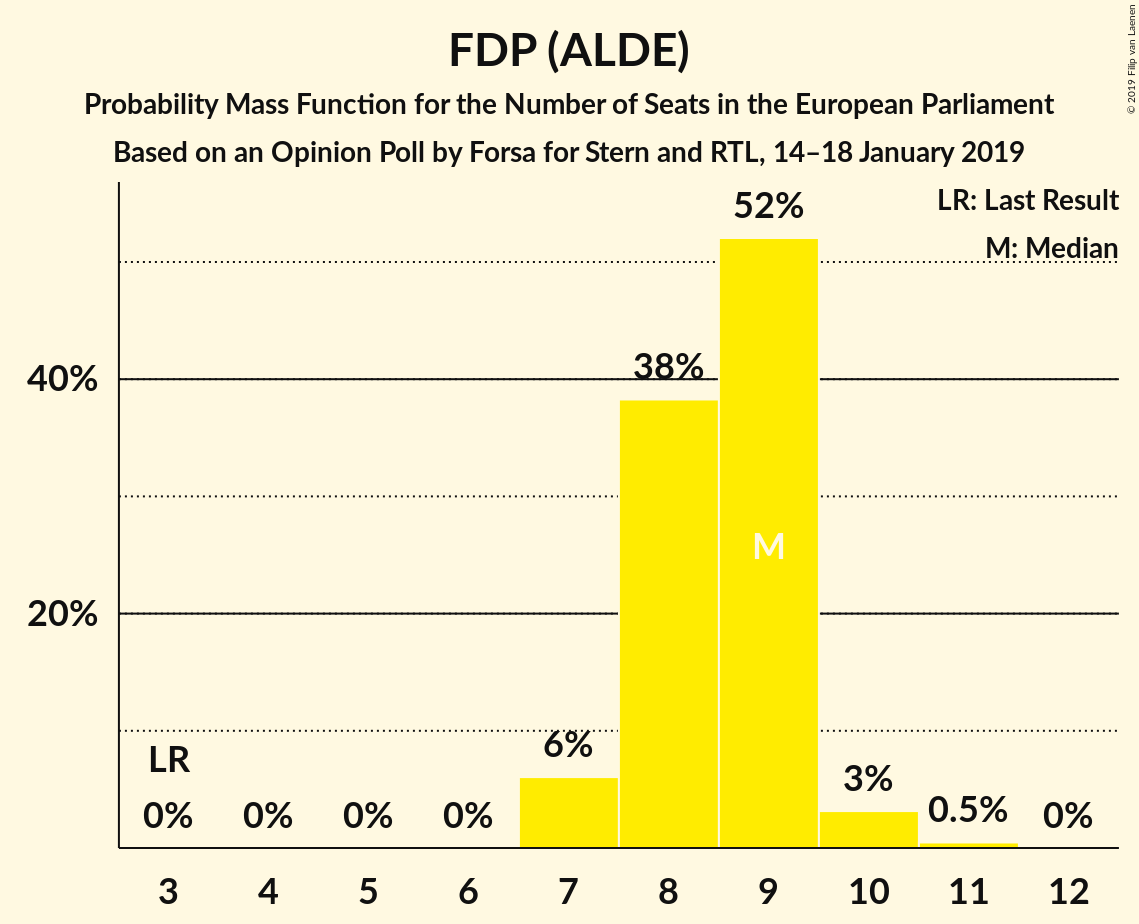 FDP (ALDE)
Probability Mass Function for the Number of Seats in the European Parliament
Based on an Opinion Poll by Forsa for Stern and RTL, 14–18 January 2019
© 2019 Filip van Laenen
LR: Last Result
M: Median
52%
38%
40%
M
20%
LR
6%
3%
0.5%
0%
0%
0%
0%
0%
3
4
5
6
7
8
9
10
11
12